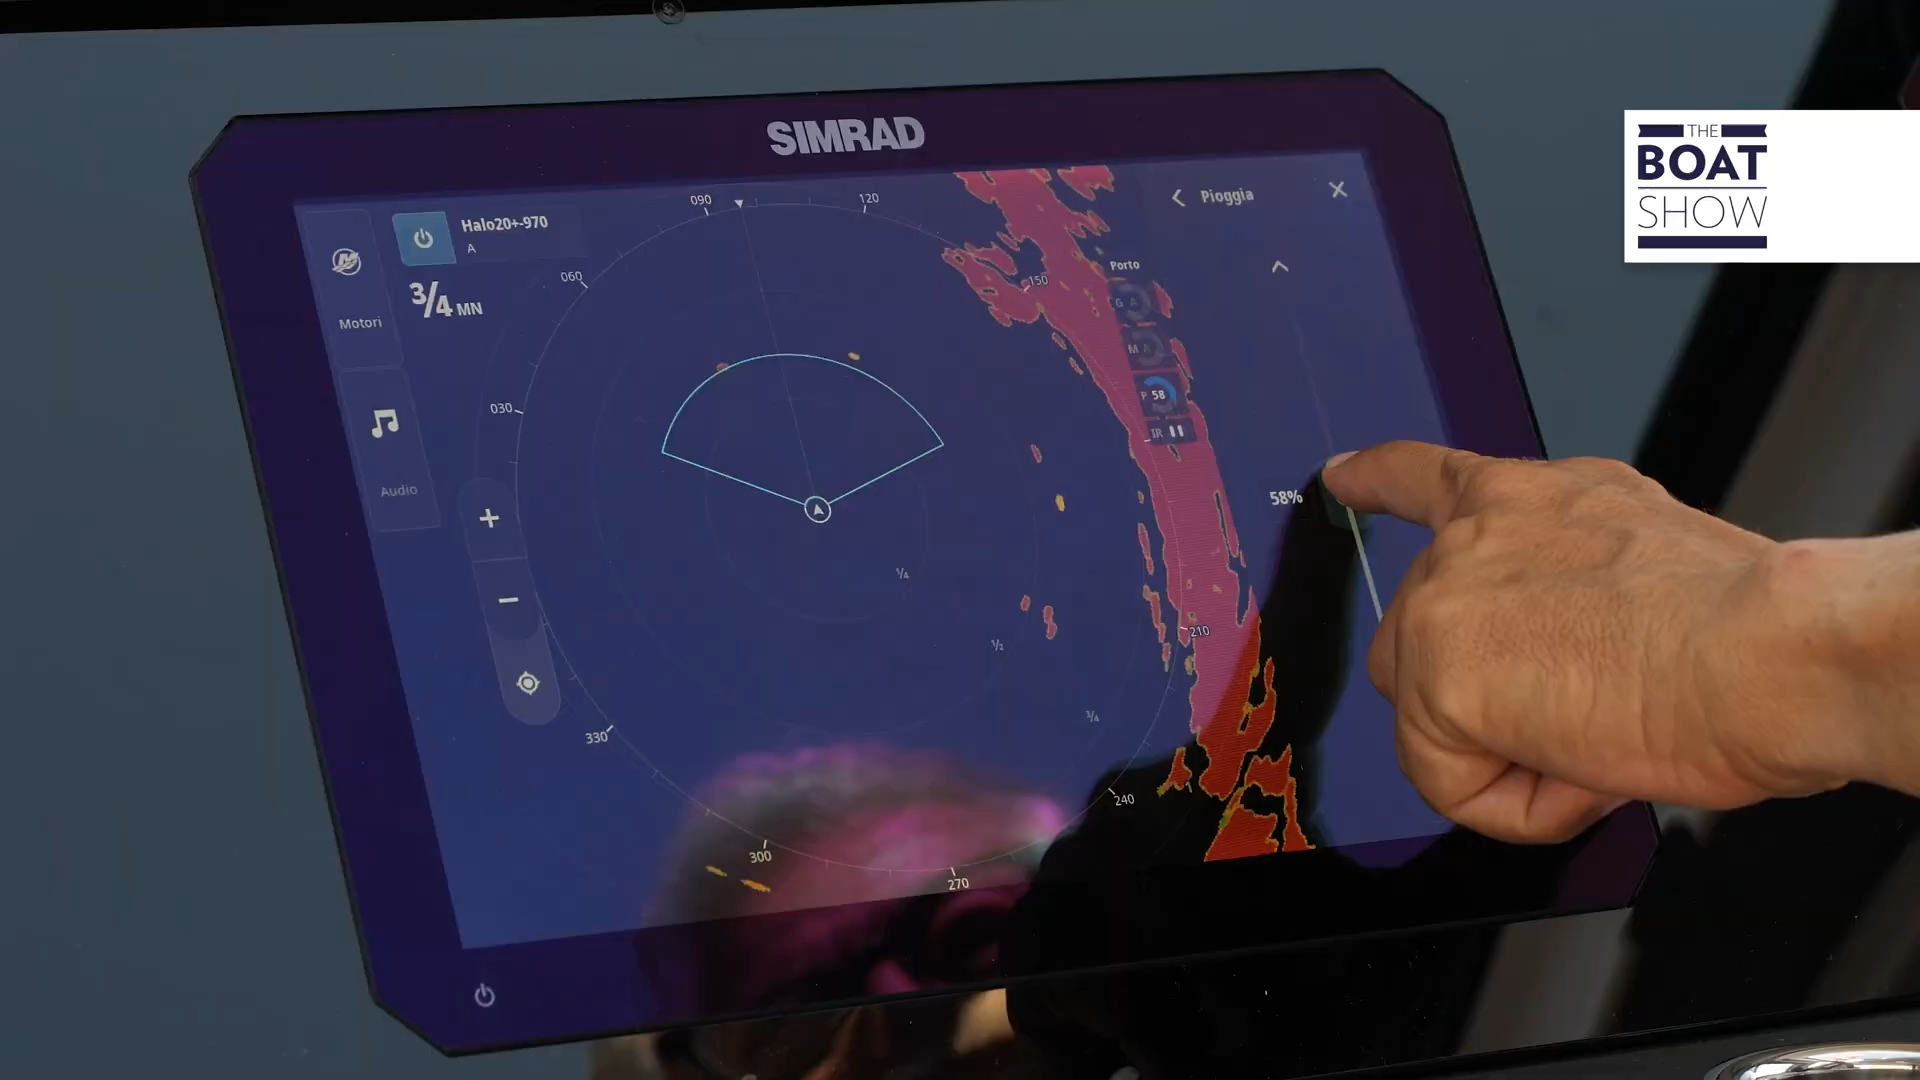 SIMRAD
THE
BOAT
SHOW
Halo20+-970
A
3/4 MN
Motori
Audio
+
−
090
120
060
150
030
210
330
240
300
270
1/4
1/2
3/4
Pioggia
Porto
G A
M A
P 58
IR
58%